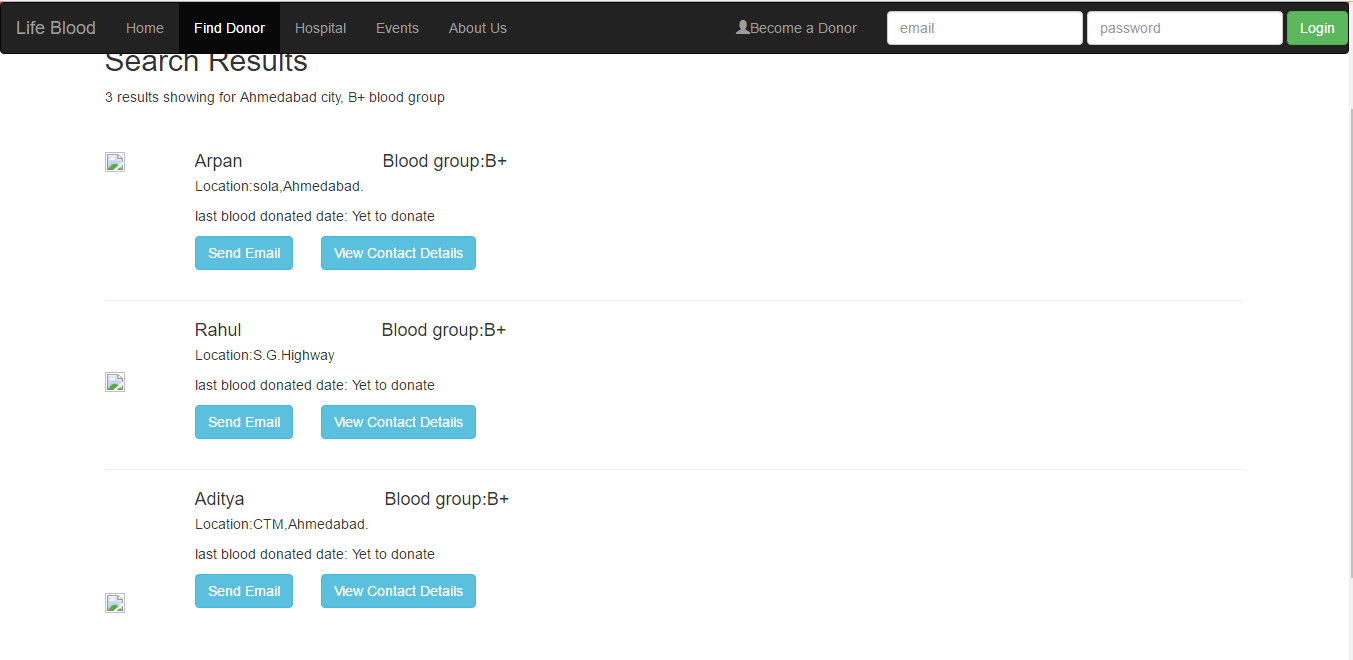 Life Blood Home Find Donor Hospital Events About Us Become a Donor email password Login
Search Results
3 results showing for Ahmedabad city, B+ blood group
Arpan Blood group:B+
Location:sola,Ahmedabad.
last blood donated date: Yet to donate
Send Email View Contact Details
Rahul Blood group:B+
Location:S.G.Highway
last blood donated date: Yet to donate
Send Email View Contact Details
Aditya Blood group:B+
Location:CTM,Ahmedabad.
last blood donated date: Yet to donate
Send Email View Contact Details